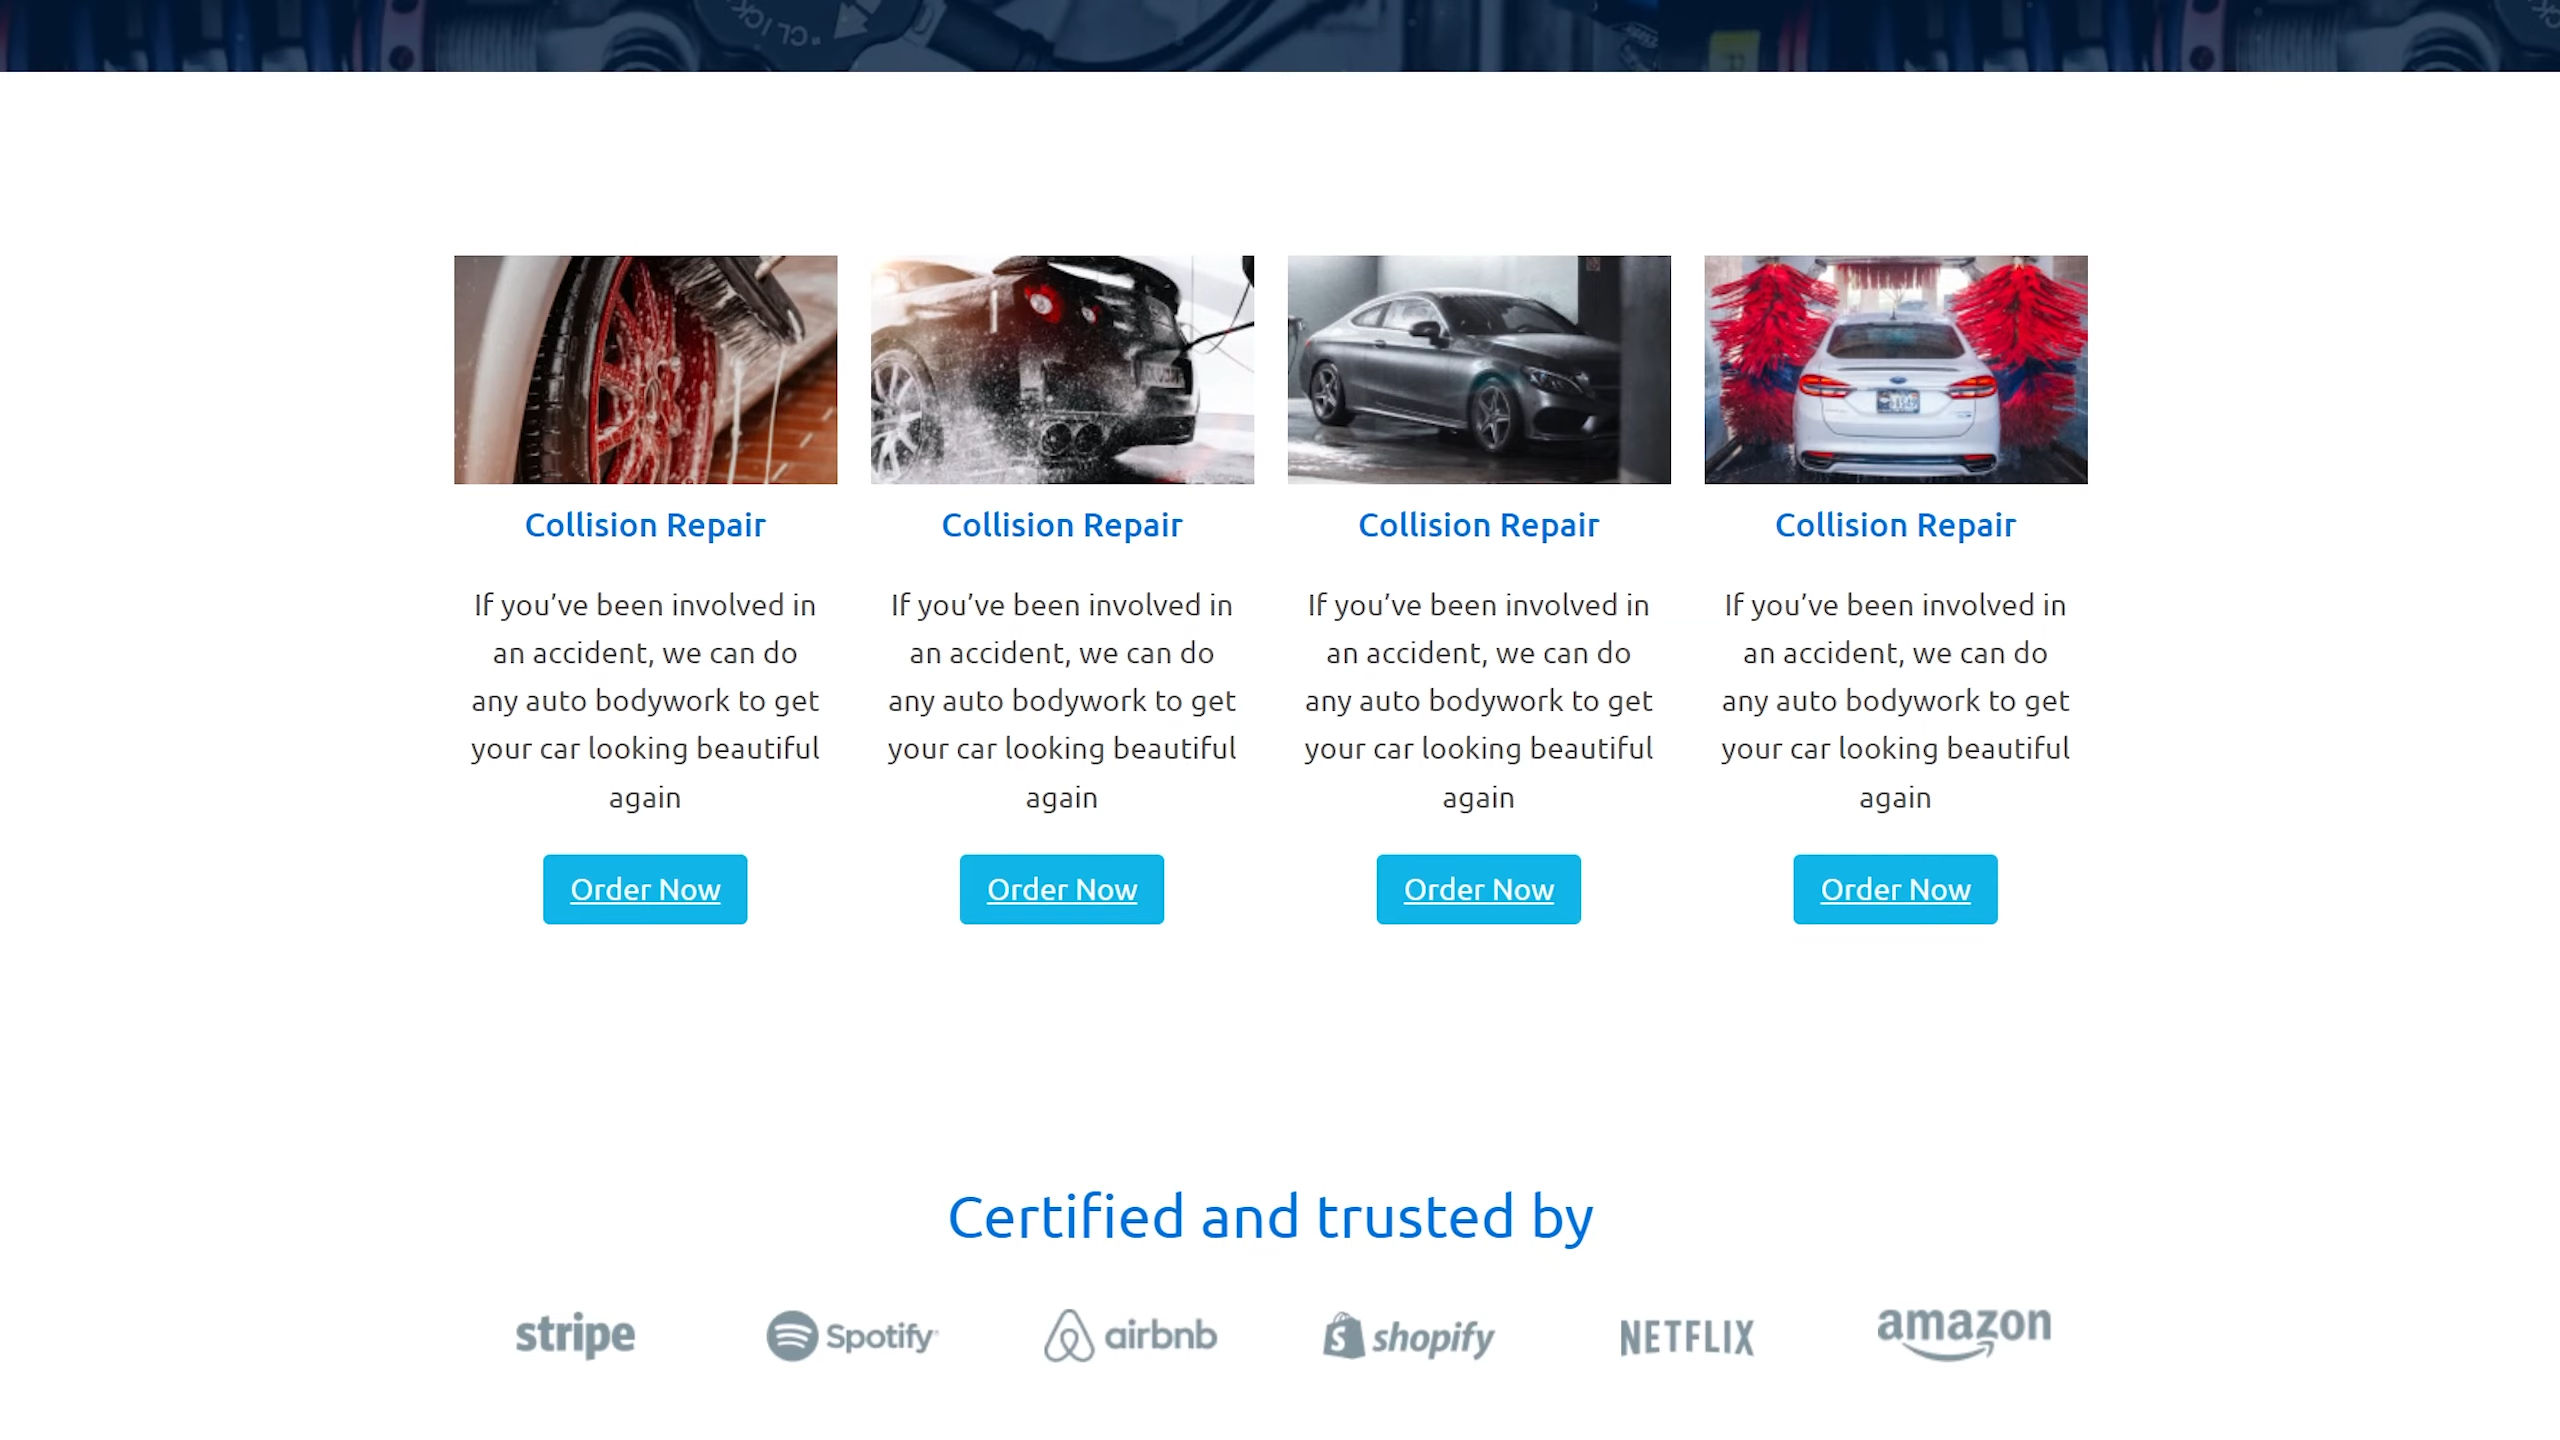 "CLICK
Collision Repair
If you’ve been involved in
an accident, we can do
any auto bodywork to get
your car looking beautiful
again
Order Now
Collision Repair
If you’ve been involved in
an accident, we can do
any auto bodywork to get
your car looking beautiful
again
Order Now
Collision Repair
If you’ve been involved in
an accident, we can do
any auto bodywork to get
your car looking beautiful
again
Order Now
Collision Repair
If you’ve been involved in
an accident, we can do
any auto bodywork to get
your car looking beautiful
again
Order Now
Certified and trusted by
stripe
Spotify
airbnb
shopify
NETFLIX
amazon